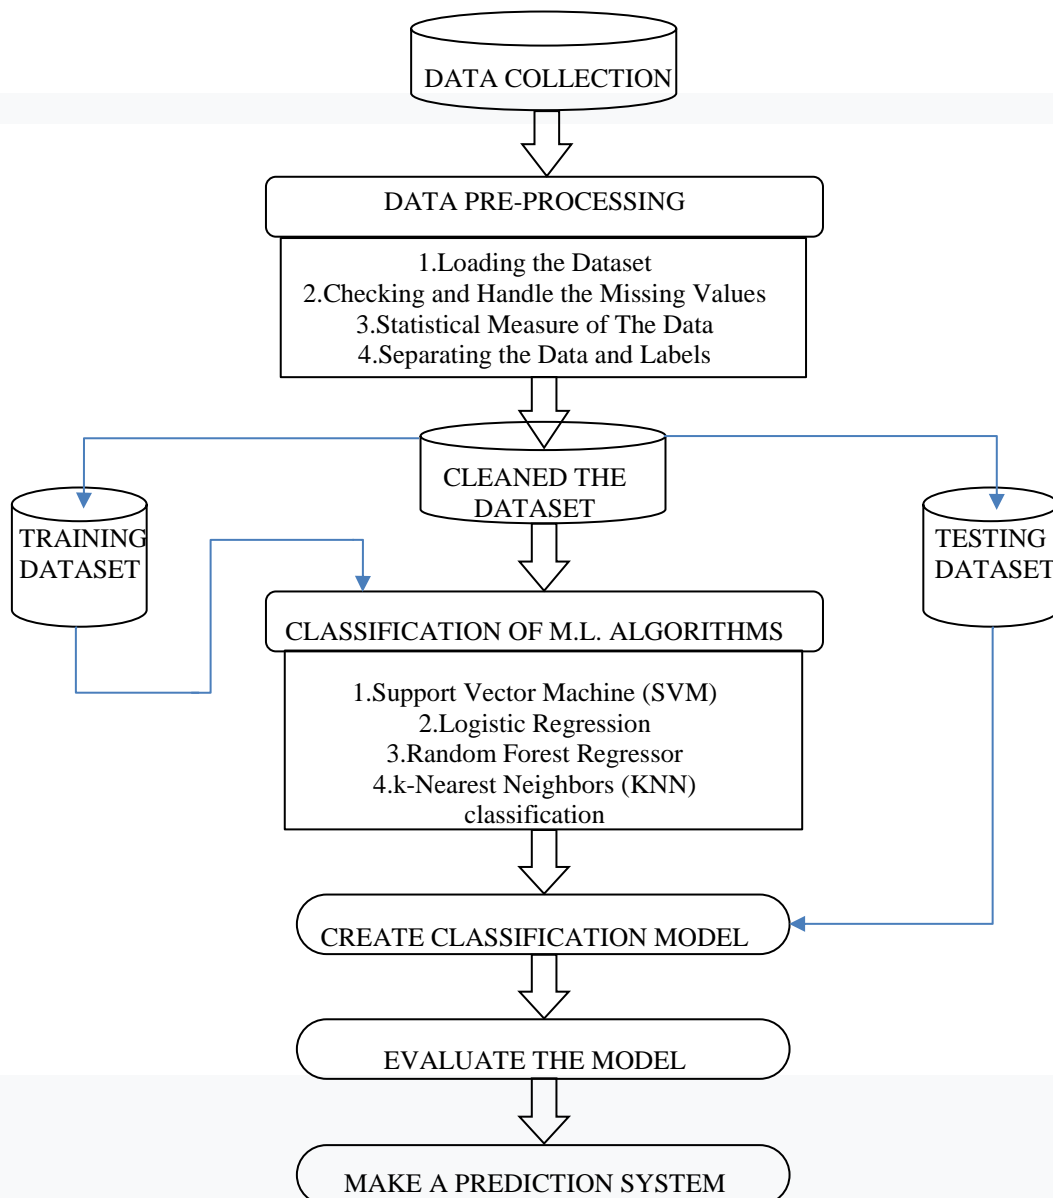 DATA COLLECTION
DATA PRE-PROCESSING
1.Loading the Dataset
2.Checking and Handle the Missing Values
3.Statistical Measure of The Data
4.Separating the Data and Labels
CLEANED THE
DATASET
TRAINING
DATASET
TESTING
DATASET
CLASSIFICATION OF M.L. ALGORITHMS
1.Support Vector Machine (SVM)
2.Logistic Regression
3.Random Forest Regressor
4.k-Nearest Neighbors (KNN)
classification
CREATE CLASSIFICATION MODEL
EVALUATE THE MODEL
MAKE A PREDICTION SYSTEM